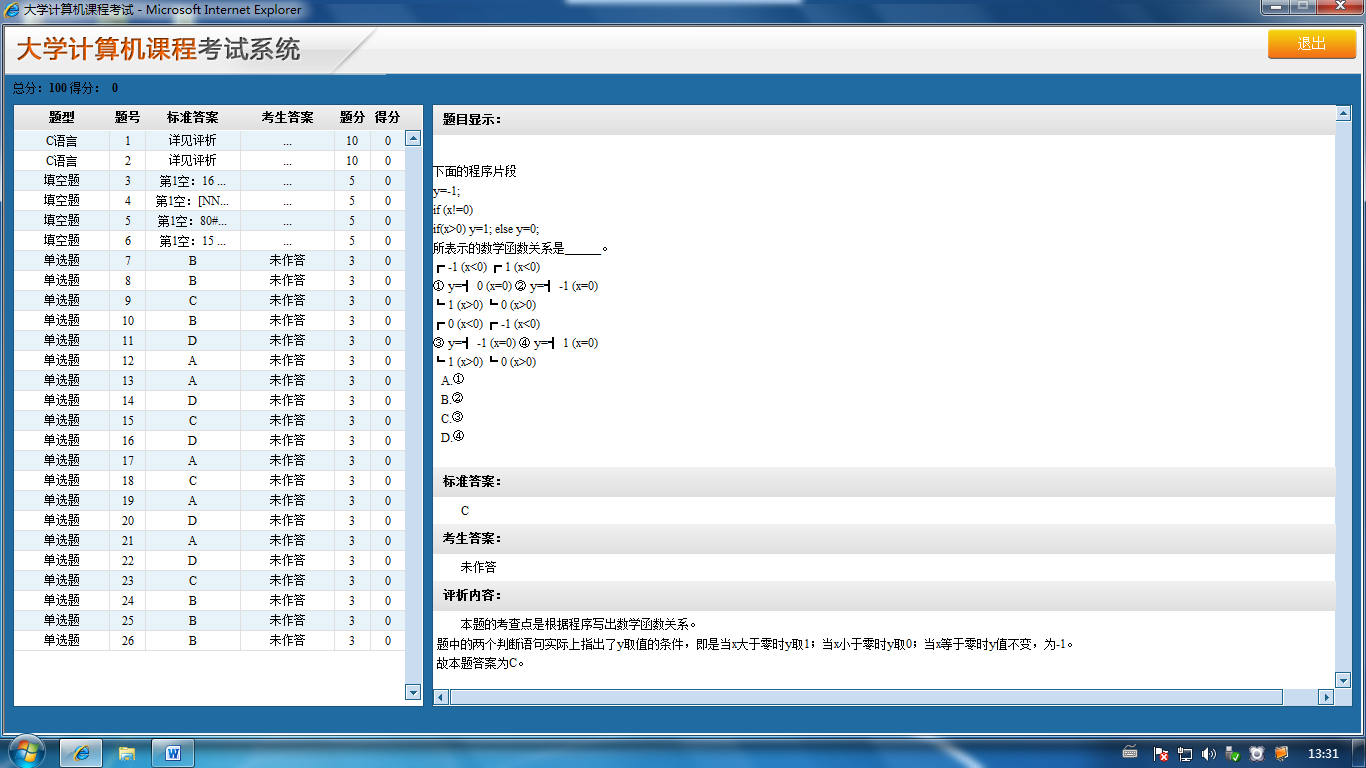 大学计算机课程考试 - Microsoft Internet Explorer
大学计算机课程考试系统
退出
总分：100 得分： 0
题型 题号 标准答案 考生答案 题分 得分
C语言 1 详见评析 ... 10 0
C语言 2 详见评析 ... 10 0
填空题 3 第1空：16 ... ... 5 0
填空题 4 第1空：[NN... ... 5 0
填空题 5 第1空：80#... ... 5 0
填空题 6 第1空：15 ... ... 5 0
单选题 7 B 未作答 3 0
单选题 8 B 未作答 3 0
单选题 9 C 未作答 3 0
单选题 10 B 未作答 3 0
单选题 11 D 未作答 3 0
单选题 12 A 未作答 3 0
单选题 13 A 未作答 3 0
单选题 14 D 未作答 3 0
单选题 15 C 未作答 3 0
单选题 16 D 未作答 3 0
单选题 17 A 未作答 3 0
单选题 18 C 未作答 3 0
单选题 19 A 未作答 3 0
单选题 20 D 未作答 3 0
单选题 21 A 未作答 3 0
单选题 22 D 未作答 3 0
单选题 23 C 未作答 3 0
单选题 24 B 未作答 3 0
单选题 25 B 未作答 3 0
单选题 26 B 未作答 3 0
题目显示：
下面的程序片段
y=-1;
if (x!=0)
if(x>0) y=1; else y=0;
所表示的数学函数关系是______。
┏ -1 (x<0) ┏ 1 (x<0)
① y=┫ 0 (x=0) ② y=┫ -1 (x=0)
┗ 1 (x>0) ┗ 0 (x>0)
┏ 0 (x<0) ┏ -1 (x<0)
③ y=┫ -1 (x=0) ④ y=┫ 1 (x=0)
┗ 1 (x>0) ┗ 0 (x>0)
A.①
B.②
C.③
D.④
标准答案：
C
考生答案：
未作答
评析内容：
本题的考查点是根据程序写出数学函数关系。
题中的两个判断语句实际上指出了y取值的条件，即是当x大于零时y取1；当x小于零时y取0；当x等于零时y值不变，为-1。
故本题答案为C。
13:31